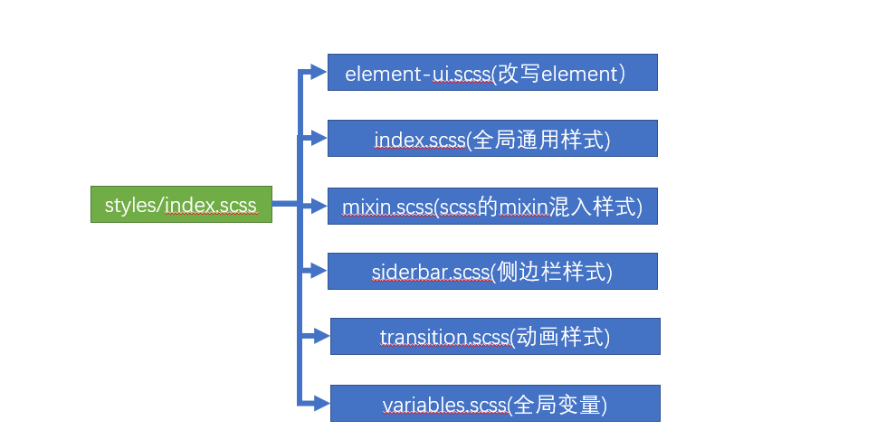 element-ui.scss(改写element）
index.scss(全局通用样式)
styles/index.scss
mixin.scss(scss的mixin混入样式)
siderbar.scss(侧边栏样式)
transition.scss(动画样式)
variables.scss(全局变量)